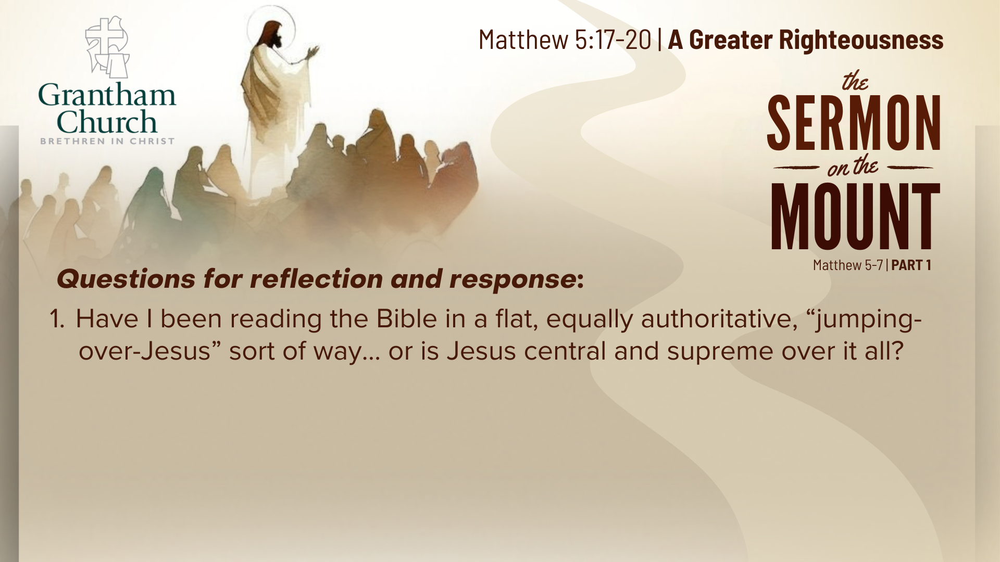 Grantham
Church
BRETHREN IN CHRIST
Matthew 5:17-20 | A Greater Righteousness
the
SERMON
on the
MOUNT
Matthew 5-7 | PART 1
Questions for reflection and response:
1. Have I been reading the Bible in a flat, equally authoritative, “jumping-
over-Jesus” sort of way... or is Jesus central and supreme over it all?